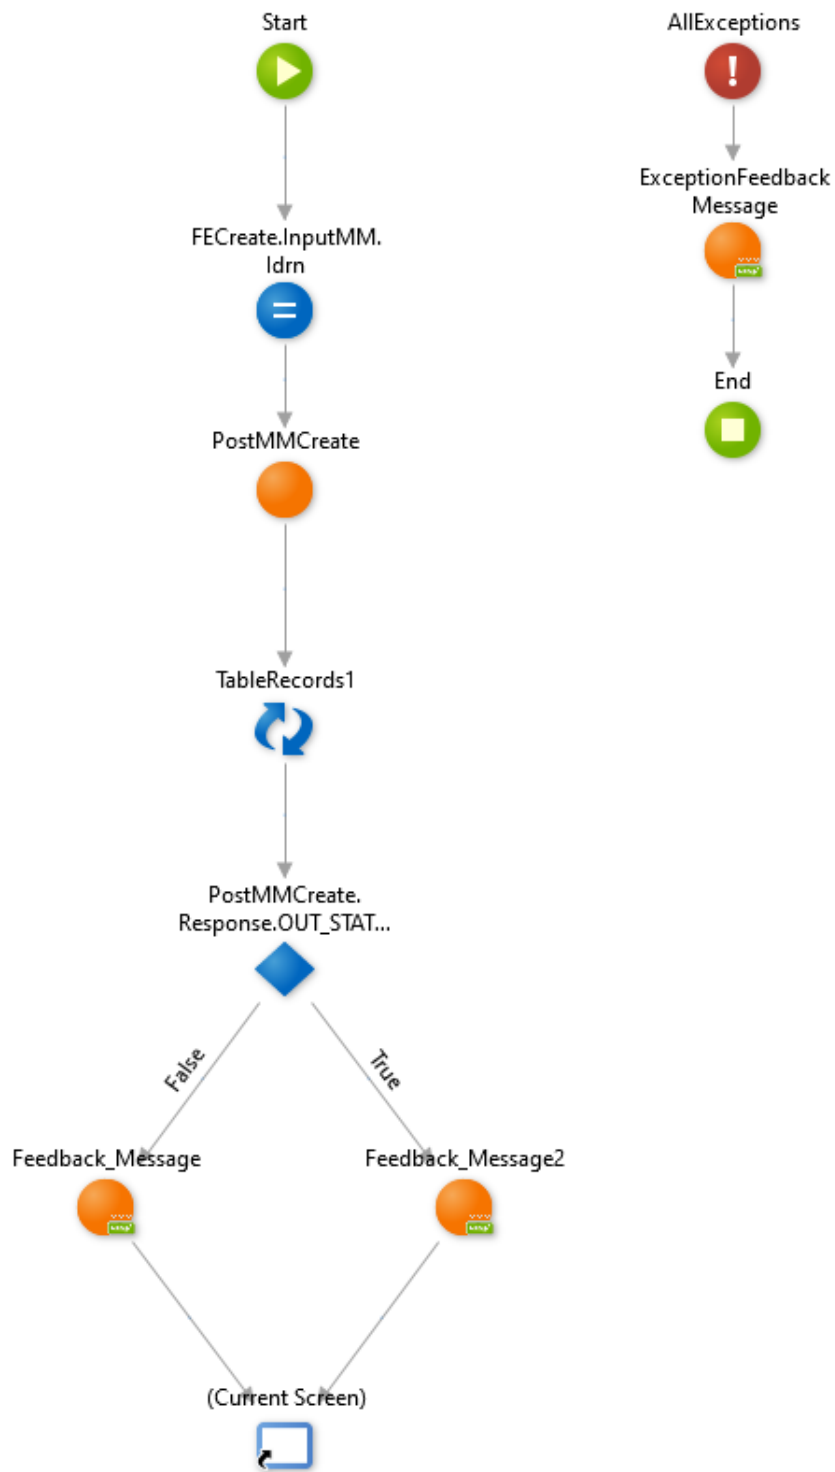 Start
FECreate.InputMM.
Idrn
PostMMCreate
TableRecords1
PostMMCreate.
Response.OUT_STAT...
False
True
Feedback_Message
Feedback_Message2
(Current Screen)
AllExceptions
!
ExceptionFeedback
Message
End